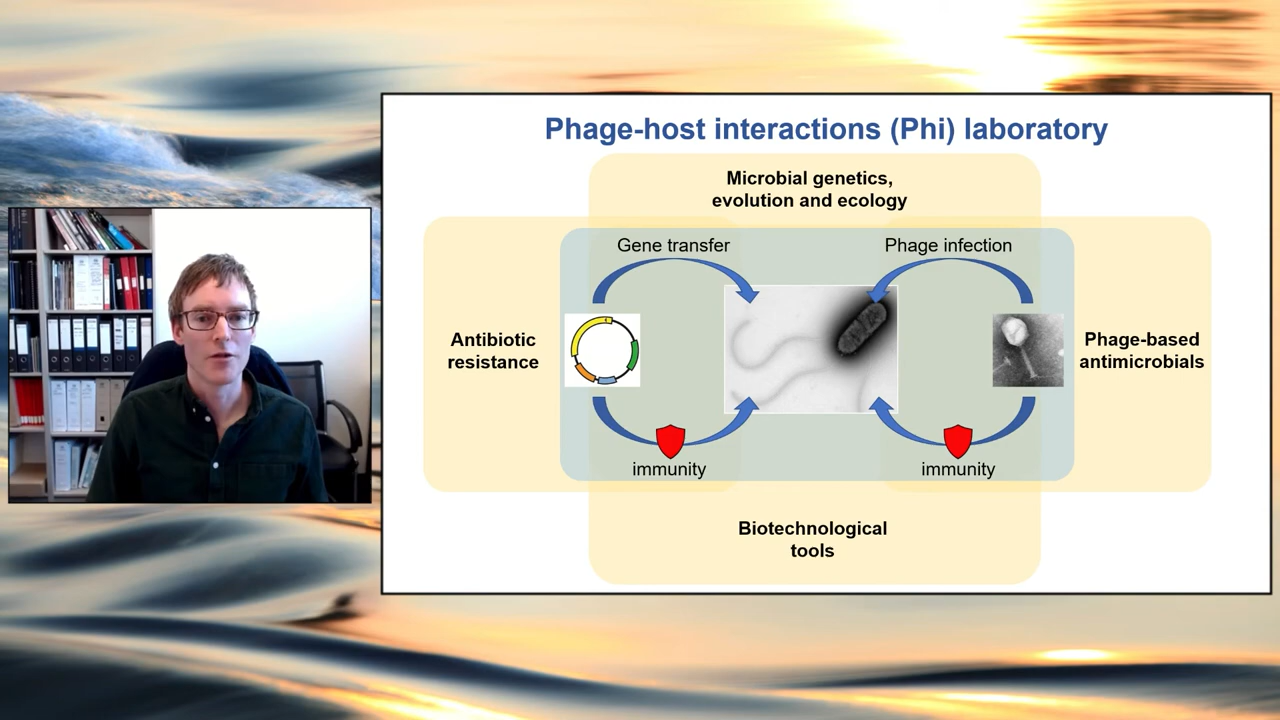 Phage-host interactions (Phi) laboratory
Microbial genetics,
evolution and ecology
Gene transfer
Phage infection
Antibiotic
resistance
Phage-based
antimicrobials
immunity
immunity
Biotechnological
tools